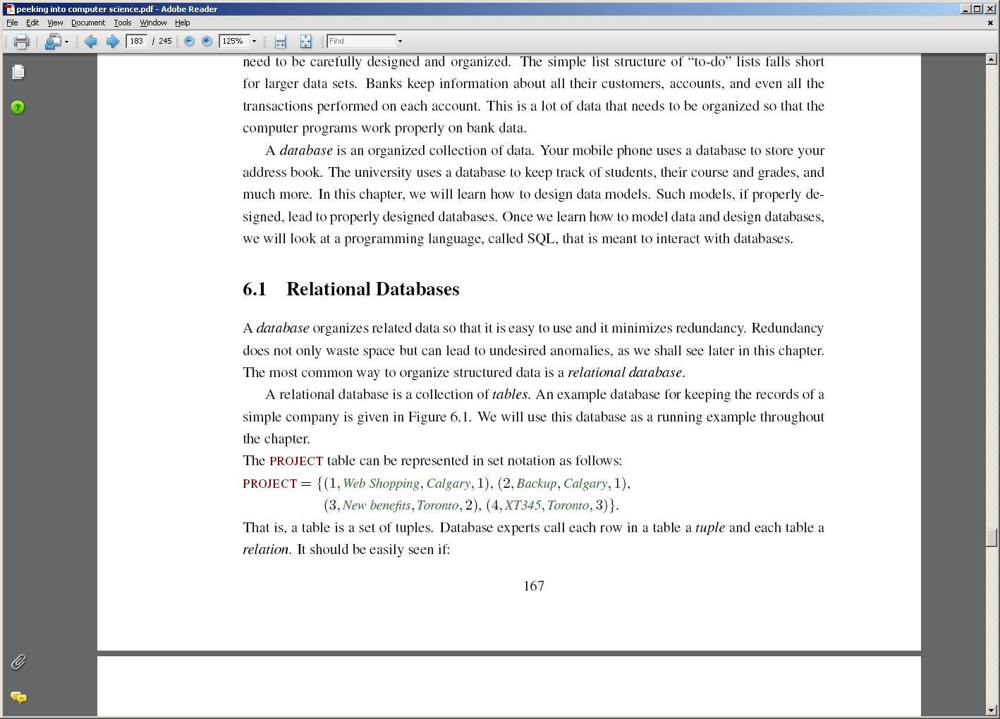 peeking into computer science.pdf - Adobe Reader
File Edit View Document Tools Window Help
183 / 245 125% Find
need to be carefully designed and organized. The simple list structure of “to-do” lists falls short
for larger data sets. Banks keep information about all their customers, accounts, and even all the
transactions performed on each account. This is a lot of data that needs to be organized so that the
computer programs work properly on bank data.
A database is an organized collection of data. Your mobile phone uses a database to store your
address book. The university uses a database to keep track of students, their course and grades, and
much more. In this chapter, we will learn how to design data models. Such models, if properly de-
signed, lead to properly designed databases. Once we learn how to model data and design databases,
we will look at a programming language, called SQL, that is meant to interact with databases.
6.1 Relational Databases
A database organizes related data so that it is easy to use and it minimizes redundancy. Redundancy
does not only waste space but can lead to undesired anomalies, as we shall see later in this chapter.
The most common way to organize structured data is a relational database.
A relational database is a collection of tables. An example database for keeping the records of a
simple company is given in Figure 6.1. We will use this database as a running example throughout
the chapter.
The PROJECT table can be represented in set notation as follows:
PROJECT = {(1, Web Shopping, Calgary, 1), (2, Backup, Calgary, 1),
(3, New benefits, Toronto, 2), (4, XT345, Toronto, 3)}.
That is, a table is a set of tuples. Database experts call each row in a table a tuple and each table a
relation. It should be easily seen if:
167